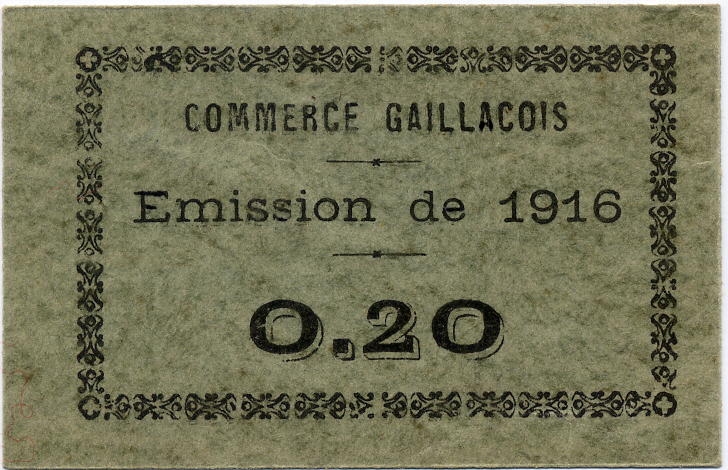 COMMERCE GAILLACOIS
Emission de 1916
0.20